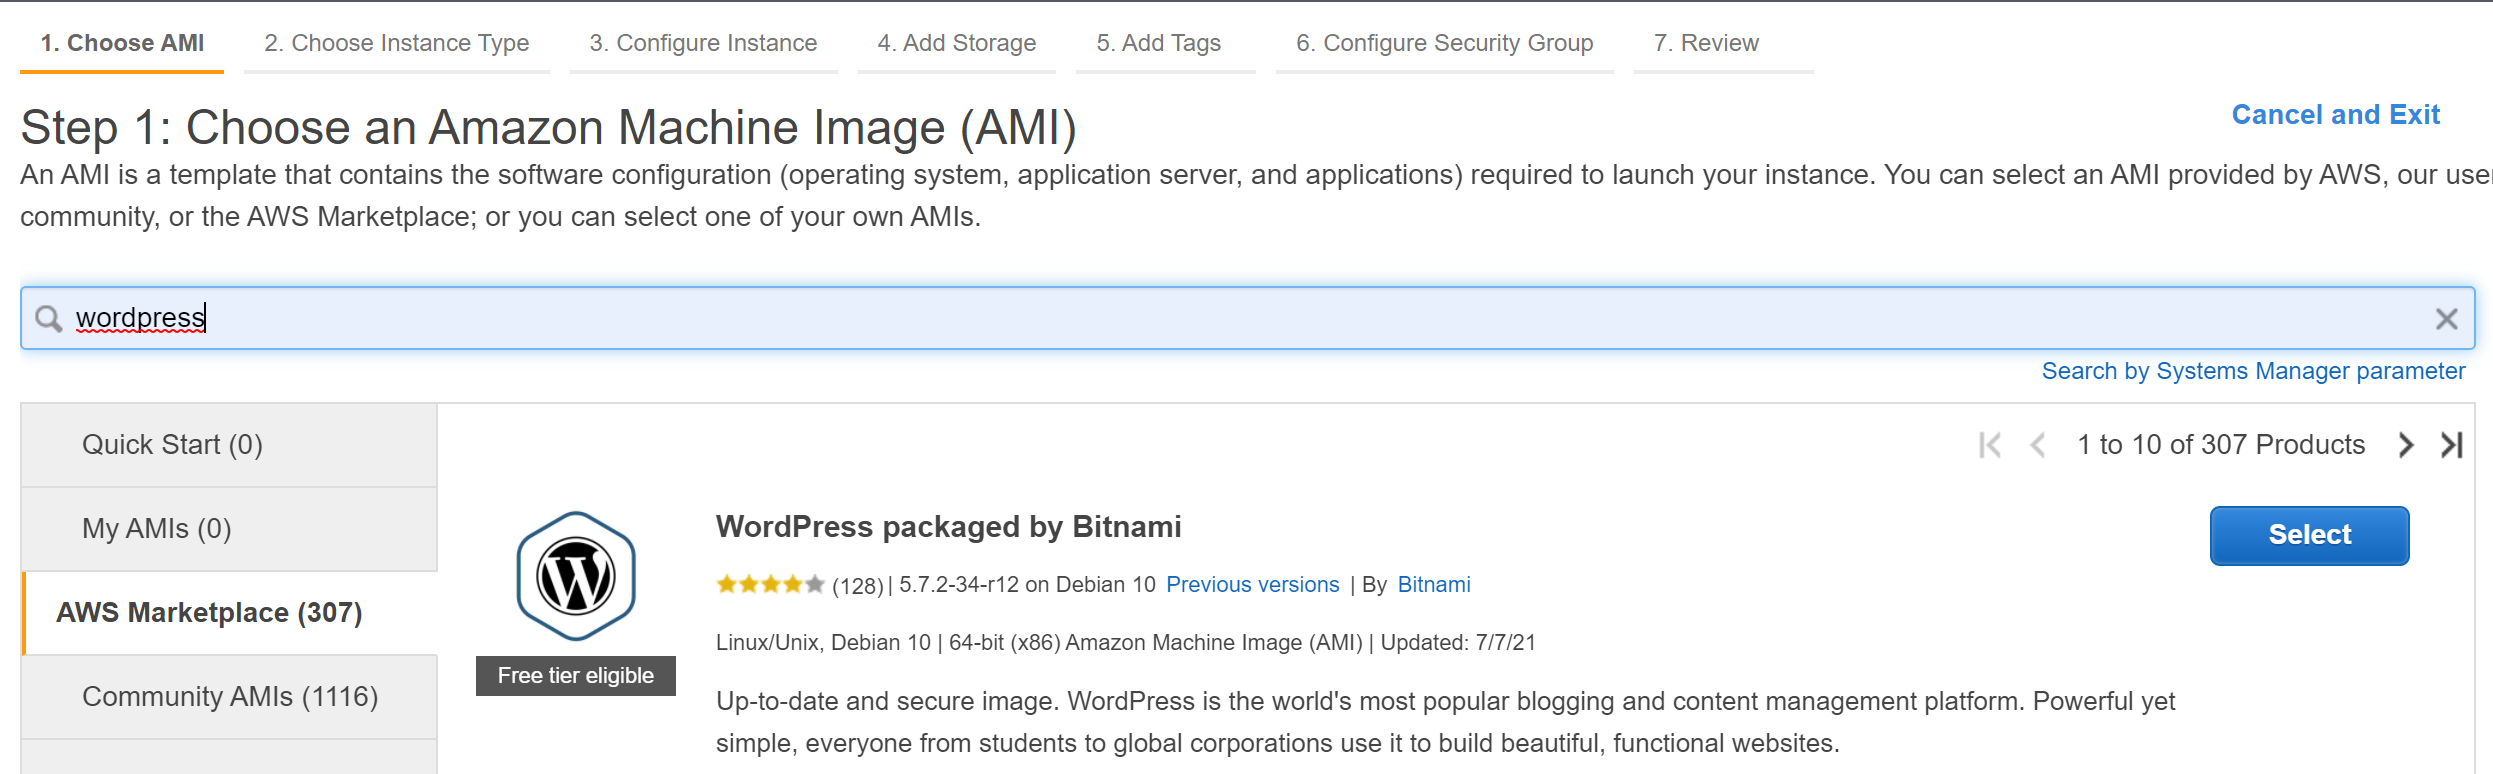 1. Choose AMI 2. Choose Instance Type 3. Configure Instance 4. Add Storage 5. Add Tags 6. Configure Security Group 7. Review
Step 1: Choose an Amazon Machine Image (AMI)
Cancel and Exit
An AMI is a template that contains the software configuration (operating system, application server, and applications) required to launch your instance. You can select an AMI provided by AWS, our
community, or the AWS Marketplace; or you can select one of your own AMIs.
wordpress
Search by Systems Manager parameter
Quick Start (0)
My AMIs (0)
AWS Marketplace (307)
Community AMIs (1116)
1 to 10 of 307 Products
WordPress packaged by Bitnami
Select
(128) | 5.7.2-34-r12 on Debian 10 Previous versions | By Bitnami
Linux/Unix, Debian 10 | 64-bit (x86) Amazon Machine Image (AMI) | Updated: 7/7/21
Free tier eligible
Up-to-date and secure image. WordPress is the world's most popular blogging and content management platform. Powerful yet
simple, everyone from students to global corporations use it to build beautiful, functional websites.